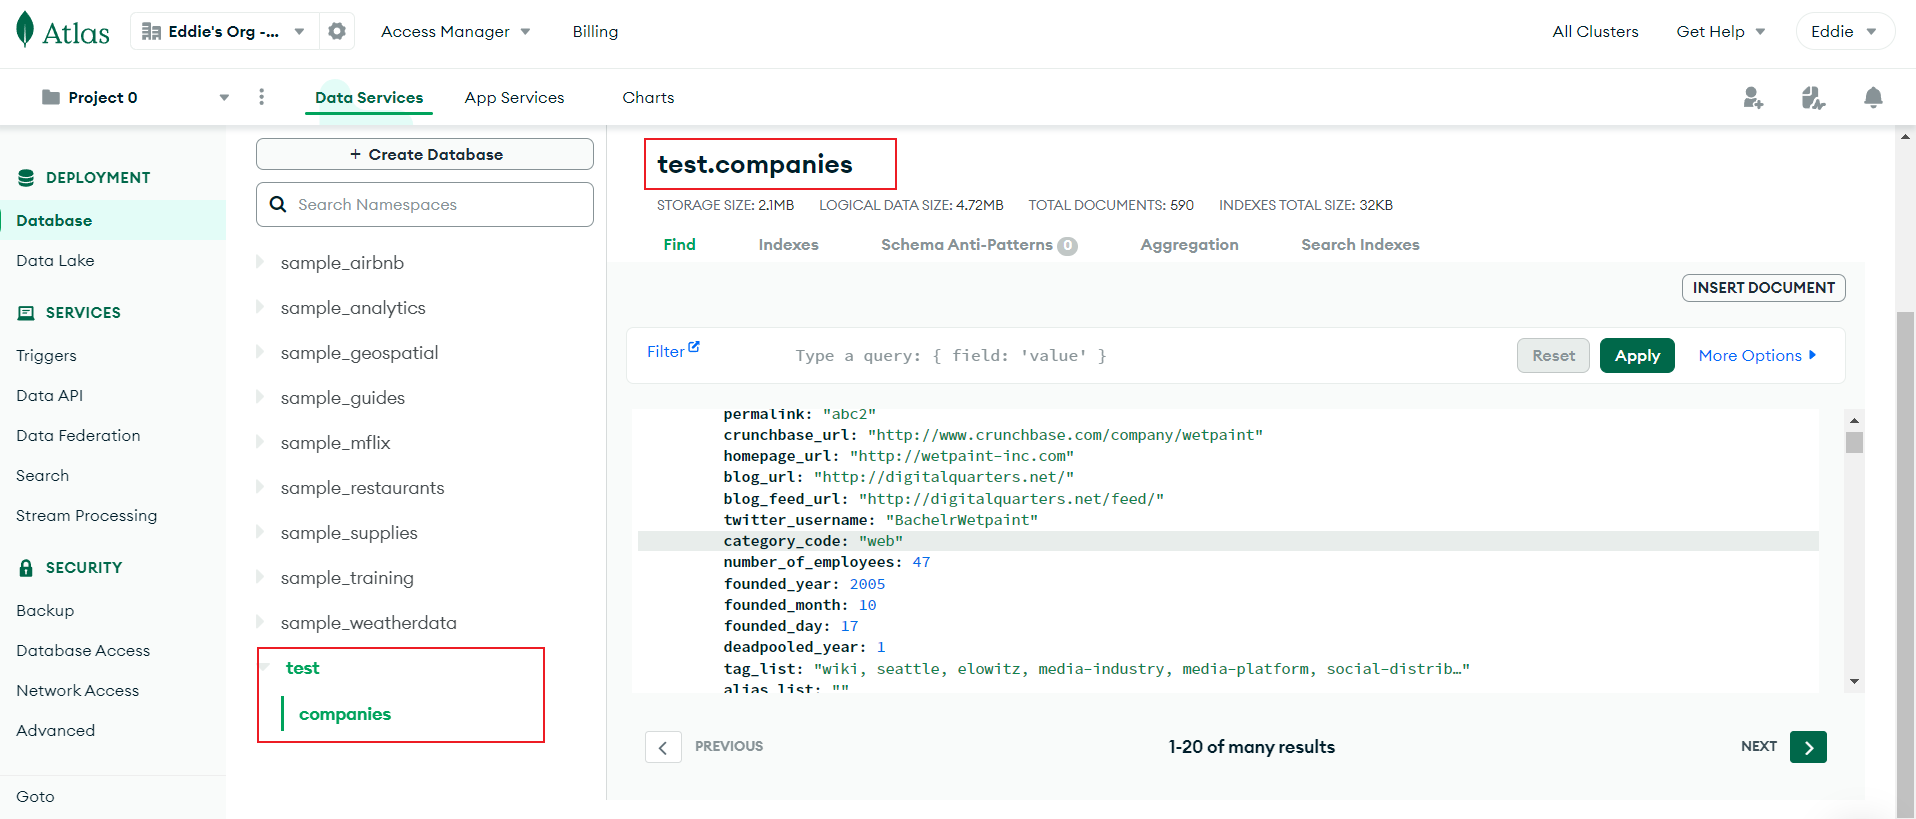 Atlas
Eddie's Org -...
Access Manager
Billing
All Clusters
Get Help
Eddie
Project 0
Data Services
App Services
Charts
DEPLOYMENT
Database
Data Lake
SERVICES
Triggers
Data API
Data Federation
Search
Stream Processing
SECURITY
Backup
Database Access
Network Access
Advanced
Goto
+ Create Database
Search Namespaces
sample_airbnb
sample_analytics
sample_geospatial
sample_guides
sample_mflix
sample_restaurants
sample_supplies
sample_training
sample_weatherdata
test
companies
test.companies
STORAGE SIZE: 2.1MB LOGICAL DATA SIZE: 4.72MB TOTAL DOCUMENTS: 590 INDEXES TOTAL SIZE: 32KB
Find Indexes Schema Anti-Patterns 0 Aggregation Search Indexes
INSERT DOCUMENT
Filter Type a query: { field: 'value' } Reset Apply More Options
permalink: "abc2"
crunchbase_url: "http://www.crunchbase.com/company/wetpaint"
homepage_url: "http://wetpaint-inc.com"
blog_url: "http://digitalquarters.net/"
blog_feed_url: "http://digitalquarters.net/feed/"
twitter_username: "BachelrWetpaint"
category_code: "web"
number_of_employees: 47
founded_year: 2005
founded_month: 10
founded_day: 17
deadpooled_year: 1
tag_list: "wiki, seattle, elowitz, media-industry, media-platform, social-distrib…"
alias_list: ""
PREVIOUS 1-20 of many results NEXT